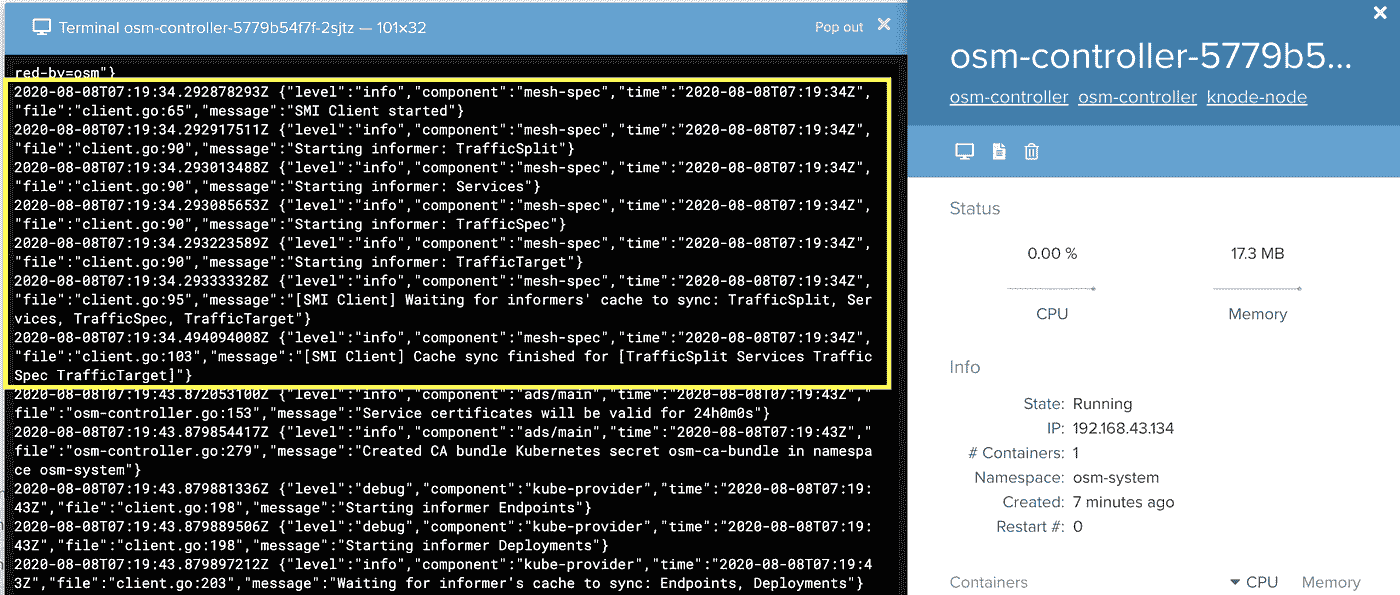 Terminal osm-controller-5779b54f7f-2sjtz — 101×32
Pop out
red-by=osm"}
2020-08-08T07:19:34.292878293Z {"level":"info","component":"mesh-spec","time":"2020-08-08T07:19:34Z",
"file":"client.go:65","message":"SMI Client started"}
2020-08-08T07:19:34.292917511Z {"level":"info","component":"mesh-spec","time":"2020-08-08T07:19:34Z",
"file":"client.go:90","message":"Starting informer: TrafficSplit"}
2020-08-08T07:19:34.293013488Z {"level":"info","component":"mesh-spec","time":"2020-08-08T07:19:34Z",
"file":"client.go:90","message":"Starting informer: Services"}
2020-08-08T07:19:34.293085653Z {"level":"info","component":"mesh-spec","time":"2020-08-08T07:19:34Z",
"file":"client.go:90","message":"Starting informer: TrafficSpec"}
2020-08-08T07:19:34.293223589Z {"level":"info","component":"mesh-spec","time":"2020-08-08T07:19:34Z",
"file":"client.go:90","message":"Starting informer: TrafficTarget"}
2020-08-08T07:19:34.293333328Z {"level":"info","component":"mesh-spec","time":"2020-08-08T07:19:34Z",
"file":"client.go:95","message":"[SMI Client] Waiting for informers' cache to sync: TrafficSplit, Ser
vices, TrafficSpec, TrafficTarget"}
2020-08-08T07:19:34.494094008Z {"level":"info","component":"mesh-spec","time":"2020-08-08T07:19:34Z",
"file":"client.go:103","message":"[SMI Client] Cache sync finished for [TrafficSplit Services Traffic
Spec TrafficTarget]"}
2020-08-08T07:19:43.872053100Z {"level":"info","component":"ads/main","time":"2020-08-08T07:19:43Z","
file":"osm-controller.go:153","message":"Service certificates will be valid for 24h0m0s"}
2020-08-08T07:19:43.879854417Z {"level":"info","component":"ads/main","time":"2020-08-08T07:19:43Z","
file":"osm-controller.go:279","message":"Created CA bundle Kubernetes secret osm-ca-bundle in namespa
ce osm-system"}
2020-08-08T07:19:43.879881336Z {"level":"debug","component":"kube-provider","time":"2020-08-08T07:19:
43Z","file":"client.go:198","message":"Starting informer Endpoints"}
2020-08-08T07:19:43.879889506Z {"level":"debug","component":"kube-provider","time":"2020-08-08T07:19:
43Z","file":"client.go:198","message":"Starting informer Deployments"}
2020-08-08T07:19:43.879897212Z {"level":"info","component":"kube-provider","time":"2020-08-08T07:19:4
3Z","file":"client.go:203","message":"Waiting for informer's cache to sync: Endpoints, Deployments"}
osm-controller-5779b5...
osm-controller osm-controller knode-node
Status
0.00 % 17.3 MB
CPU Memory
Info
State: Running
IP: 192.168.43.134
# Containers: 1
Namespace: osm-system
Created: 7 minutes ago
Restart #: 0
Containers CPU Memory